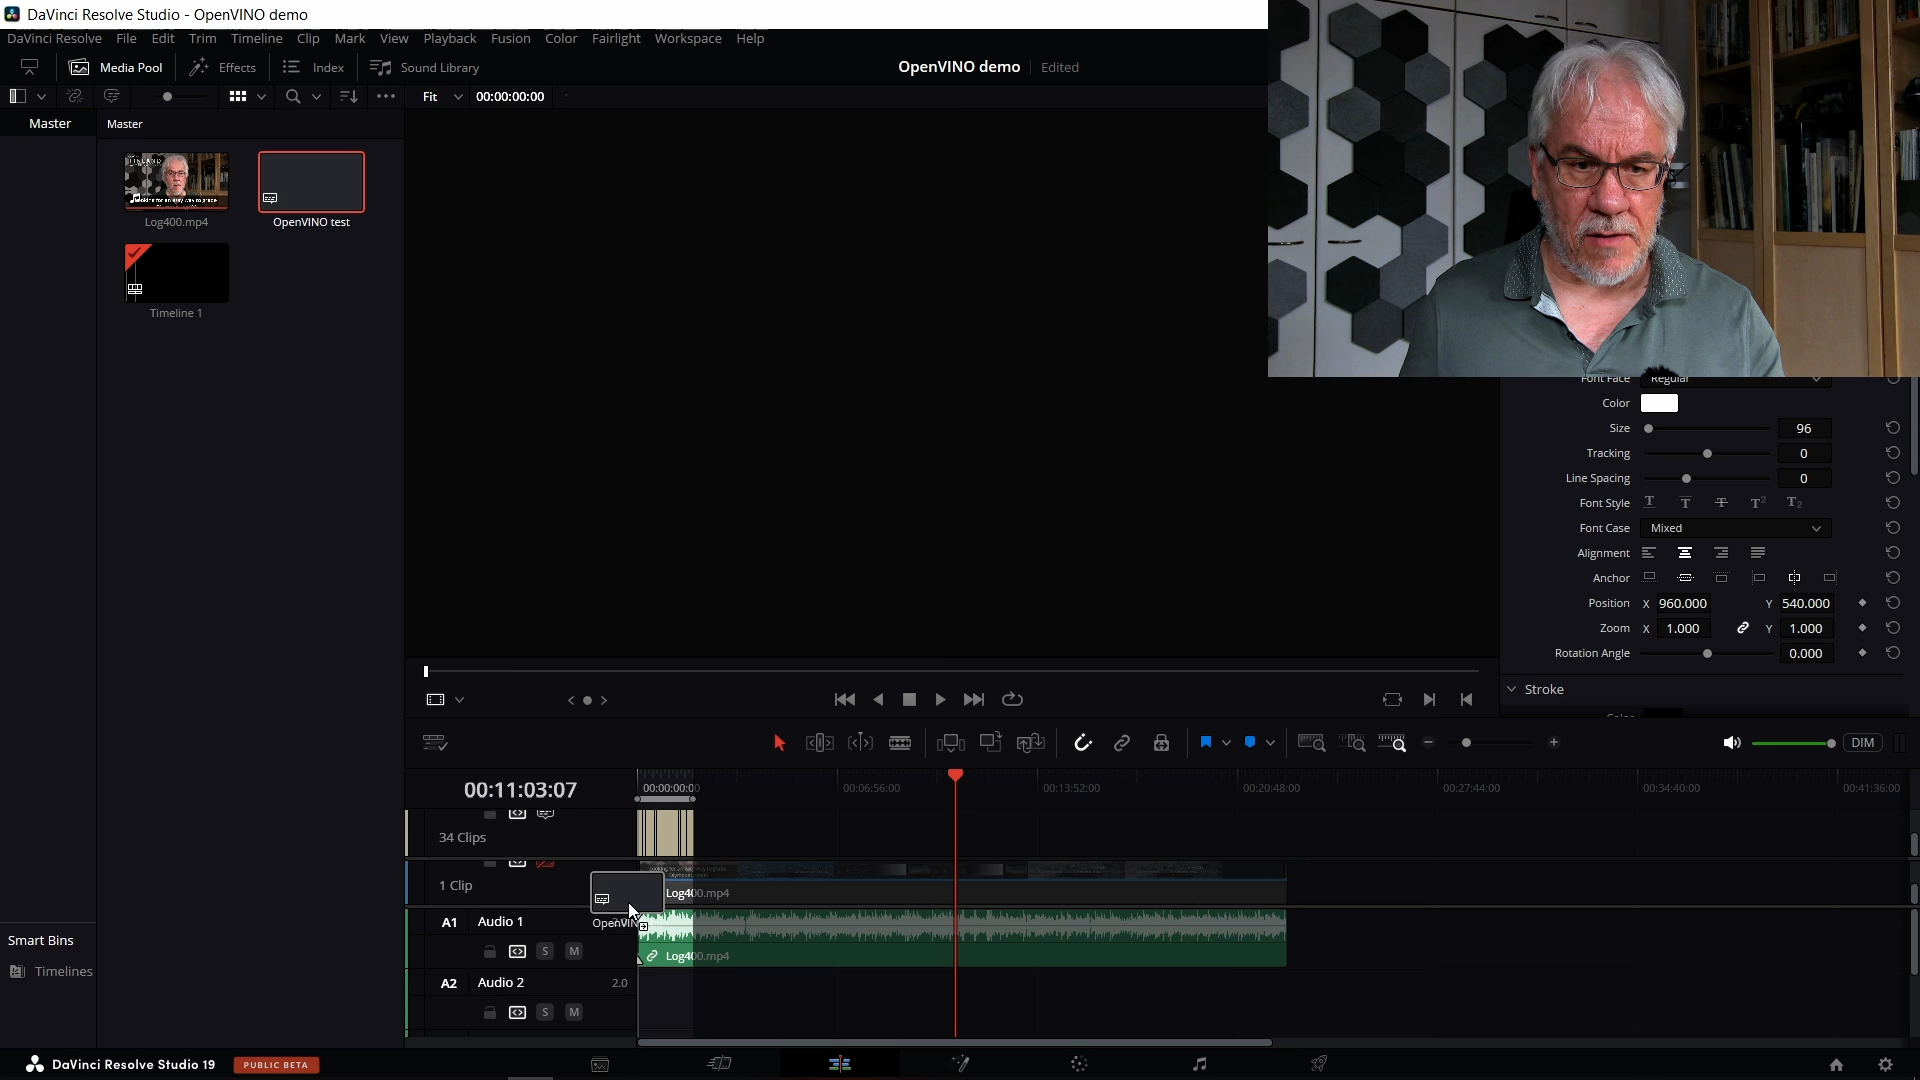 DaVinci Resolve Studio - OpenVINO demo
DaVinci Resolve File Edit Trim Timeline Clip Mark View Playback Fusion Color Fairlight Workspace Help
Media Pool Effects Index Sound Library
OpenVINO demo Edited
Fit 00:00:00:00
Master Master
Log400.mp4 OpenVINO test
Timeline 1
Font Face Regular
Color
Size 96
Tracking 0
Line Spacing 0
Font Style
Font Case Mixed
Alignment
Anchor
Position X 960.000 Y 540.000
Zoom X 1.000 Y 1.000
Rotation Angle 0.000
Stroke
DIM
00:11:03:07
00:00:00:0 00:06:56:00 00:13:52:00 00:20:48:00 00:27:44:00 00:34:40:00 00:41:36:00
34 Clips
1 Clip
Log400.mp4
A1 Audio 1
OpenVIN
S M
Log400.mp4
A2 Audio 2 2.0
S M
Smart Bins
Timelines
DaVinci Resolve Studio 19 PUBLIC BETA